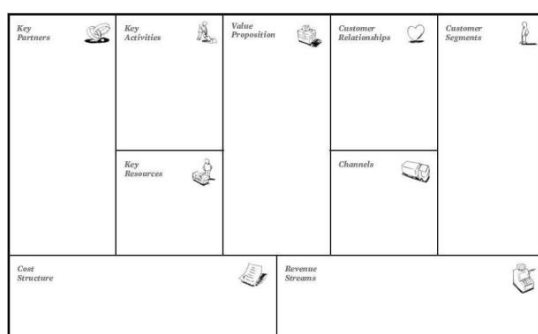 Key
Partners
Key
Activities
Value
Proposition
Customer
Relationships
Customer
Segments
Key
Resources
Channels
Cost
Structure
Revenue
Streams